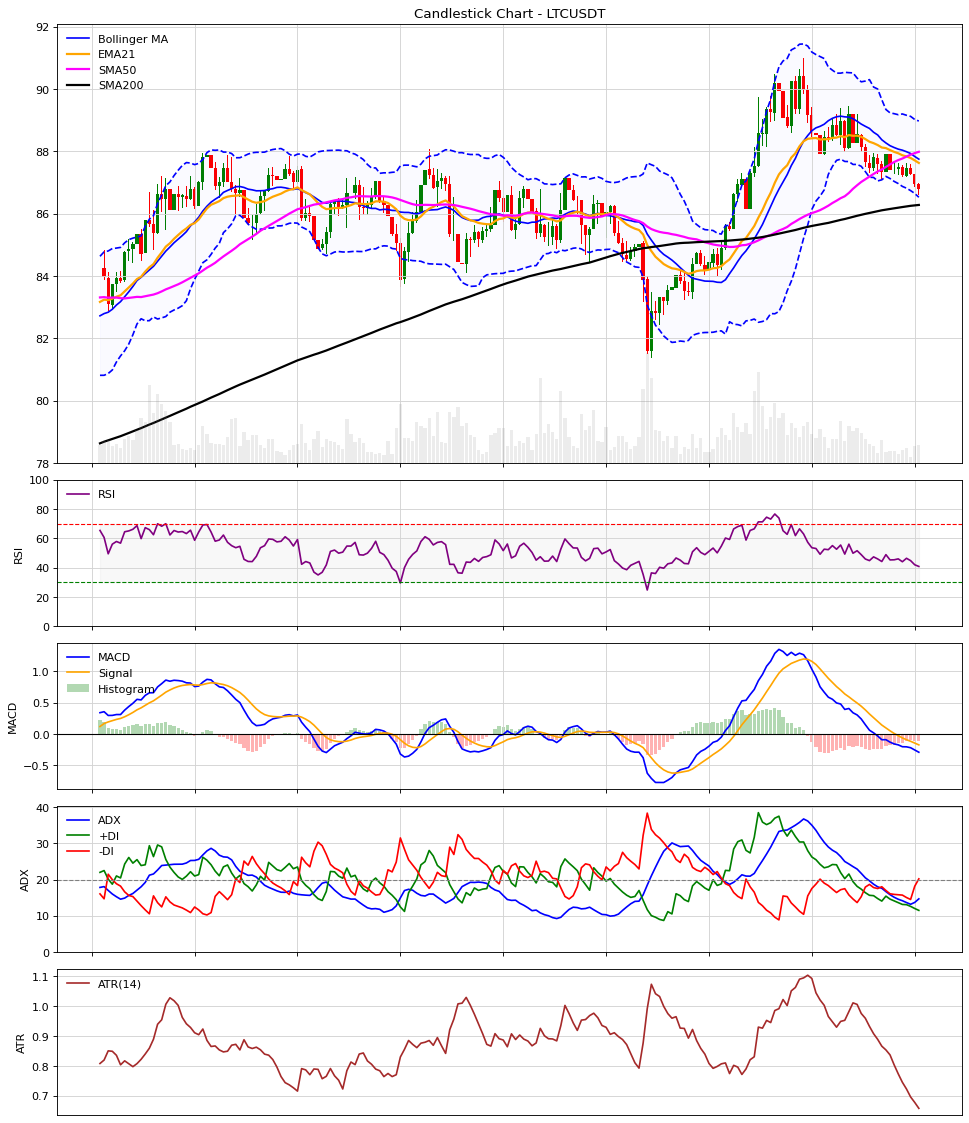 Candlestick Chart - LTCUSDT
92
90
88
86
84
82
80
78
Bollinger MA
EMA21
SMA50
SMA200
100
80
60
40
20
0
RSI
RSI
1.0
0.5
0.0
−0.5
MACD
MACD
Signal
Histogram
40
30
20
10
0
ADX
ADX
+DI
-DI
1.1
1.0
0.9
0.8
0.7
ATR
ATR(14)